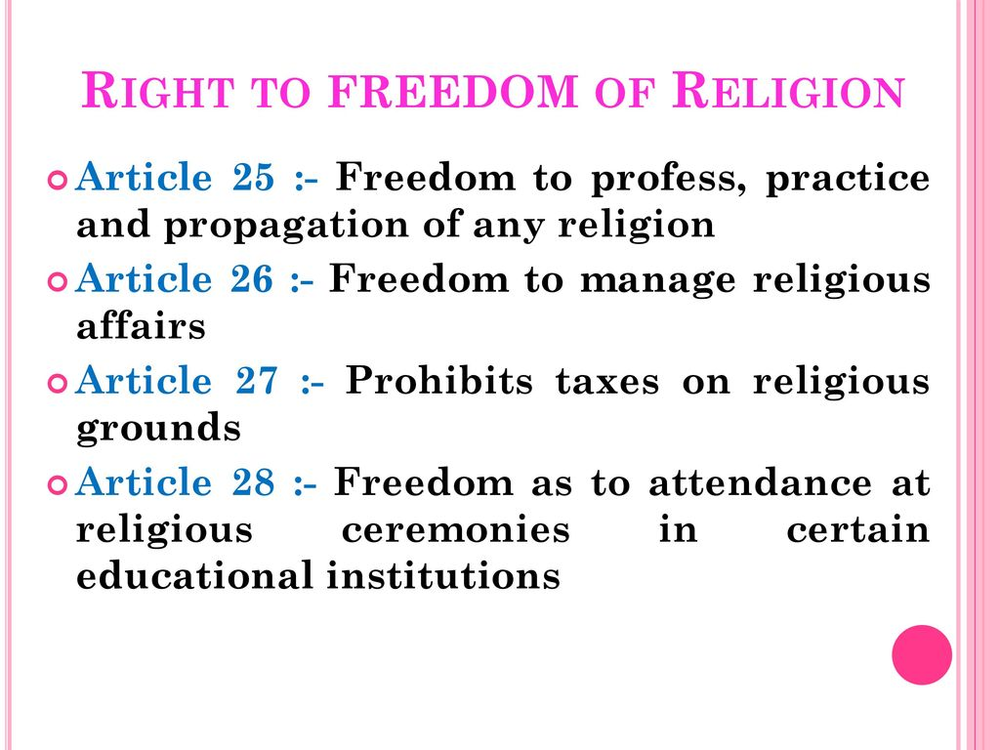 RIGHT TO FREEDOM OF RELIGION
Article 25 :- Freedom to profess, practice
and propagation of any religion
Article 26 :- Freedom to manage religious
affairs
Article 27 :- Prohibits taxes on religious
grounds
Article 28 :- Freedom as to attendance at
religious ceremonies in certain
educational institutions